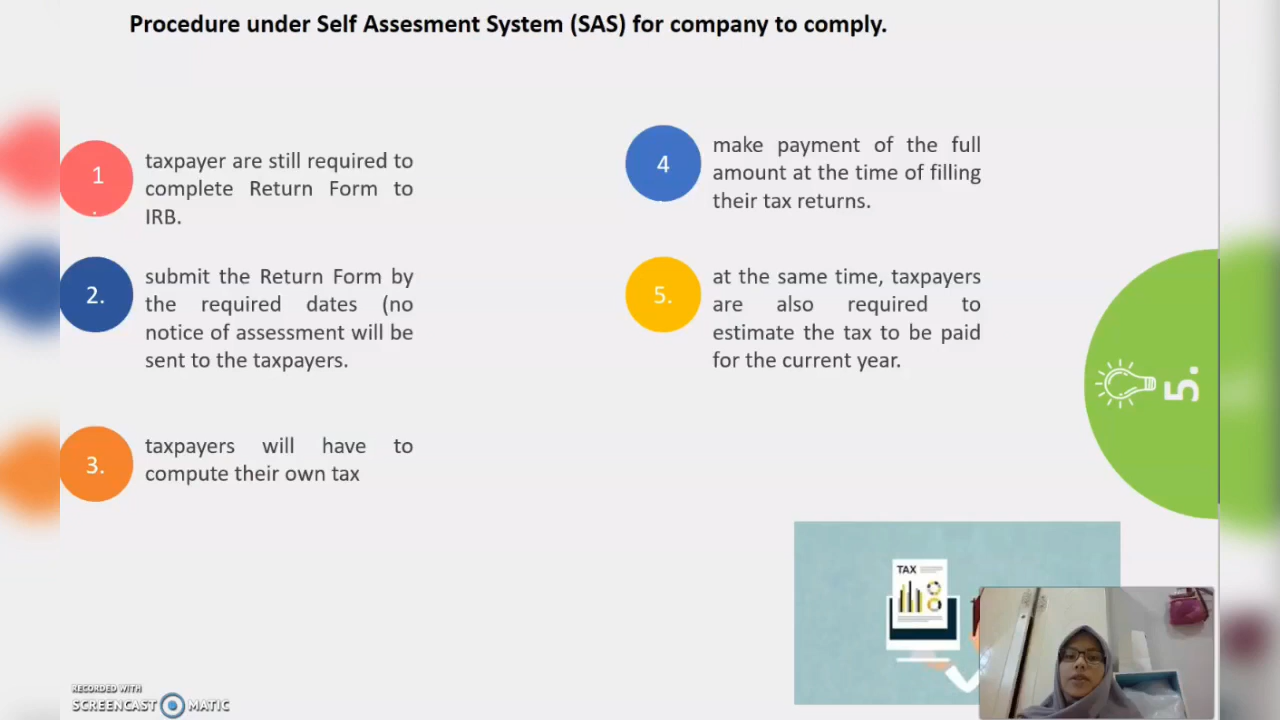 Procedure under Self Assesment System (SAS) for company to comply.
1
.
taxpayer are still required to
complete Return Form to
IRB.
2.
submit the Return Form by
the required dates (no
notice of assessment will be
sent to the taxpayers.
3.
taxpayers will have to
compute their own tax
4
make payment of the full
amount at the time of filling
their tax returns.
5.
at the same time, taxpayers
are also required to
estimate the tax to be paid
for the current year.
5.
TAX
RECORDED WITH
SCREENCAST MATIC